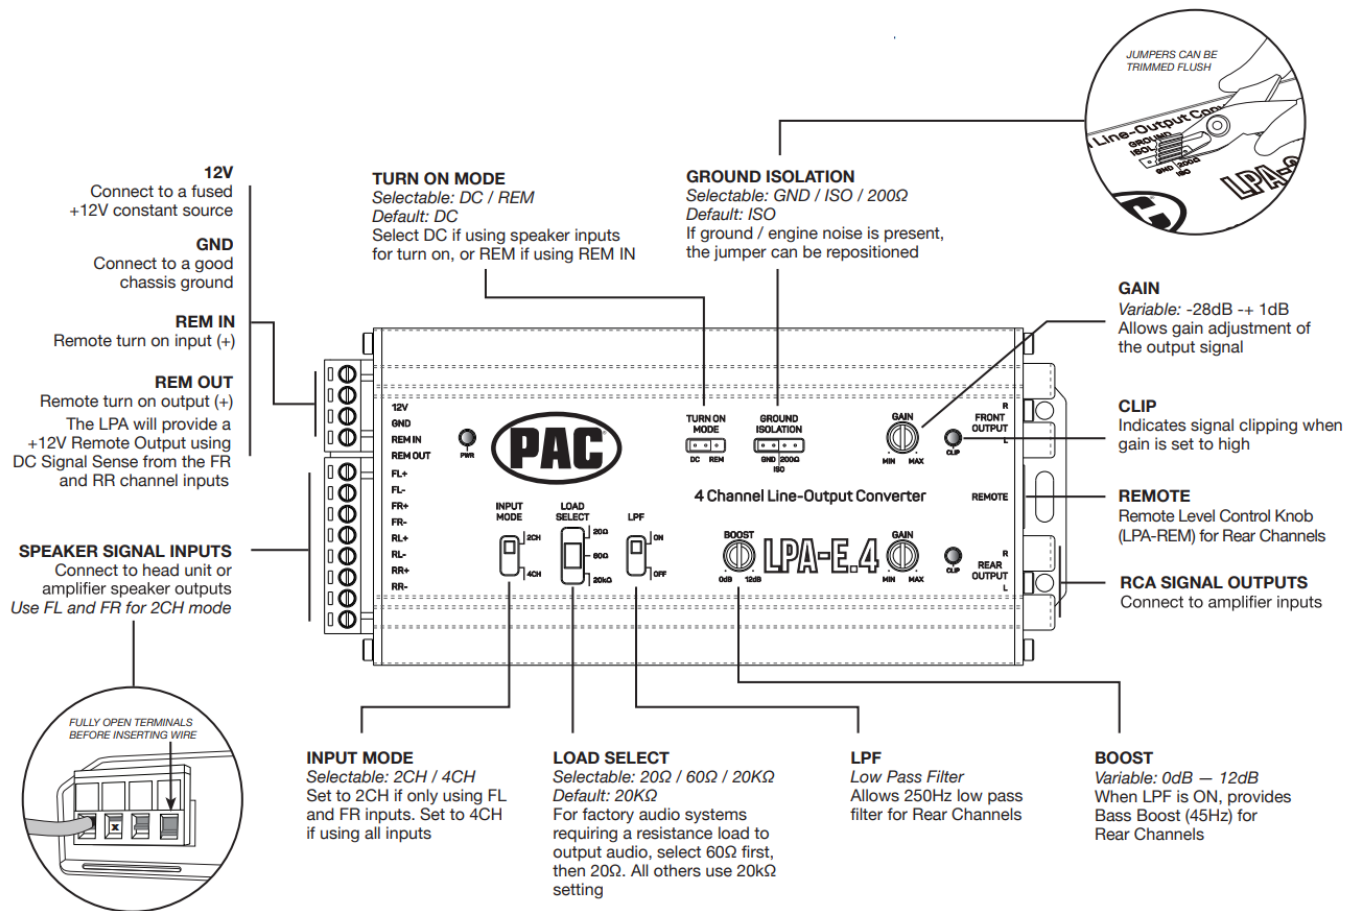 JUMPERS CAN BE
TRIMMED FLUSH
Line-Output Conv
GROUND
ISOL
GND 200Ω
ISO
12V
Connect to a fused
+12V constant source
GND
Connect to a good
chassis ground
REM IN
Remote turn on input (+)
REM OUT
Remote turn on output (+)
The LPA will provide a
+12V Remote Output using
DC Signal Sense from the FR
and RR channel inputs
SPEAKER SIGNAL INPUTS
Connect to head unit or
amplifier speaker outputs
Use FL and FR for 2CH mode
FULLY OPEN TERMINALS
BEFORE INSERTING WIRE
x
TURN ON MODE
Selectable: DC / REM
Default: DC
Select DC if using speaker inputs
for turn on, or REM if using REM IN
GROUND ISOLATION
Selectable: GND / ISO / 200Ω
Default: ISO
If ground / engine noise is present,
the jumper can be repositioned
GAIN
Variable: -28dB -+ 1dB
Allows gain adjustment of
the output signal
CLIP
Indicates signal clipping when
gain is set to high
REMOTE
Remote Level Control Knob
(LPA-REM) for Rear Channels
RCA SIGNAL OUTPUTS
Connect to amplifier inputs
12V
GND
REM IN
REM OUT
FL+
FL-
FR+
FR-
RL+
RL-
RR+
RR-
PWR
PAC
TURN ON
MODE
DC REM
GROUND
ISOLATION
GND 200Ω
ISO
GAIN
MIN MAX
CLIP
R
FRONT
OUTPUT
L
4 Channel Line-Output Converter
REMOTE
INPUT
MODE
2CH
4CH
LOAD
SELECT
20Ω
60Ω
20kΩ
LPF
ON
OFF
BOOST
0dB 12dB
LPA-E.4
GAIN
MIN MAX
CLIP
R
REAR
OUTPUT
L
INPUT MODE
Selectable: 2CH / 4CH
Set to 2CH if only using FL
and FR inputs. Set to 4CH
if using all inputs
LOAD SELECT
Selectable: 20Ω / 60Ω / 20KΩ
Default: 20KΩ
For factory audio systems
requiring a resistance load to
output audio, select 60Ω first,
then 20Ω. All others use 20kΩ
setting
LPF
Low Pass Filter
Allows 250Hz low pass
filter for Rear Channels
BOOST
Variable: 0dB — 12dB
When LPF is ON, provides
Bass Boost (45Hz) for
Rear Channels